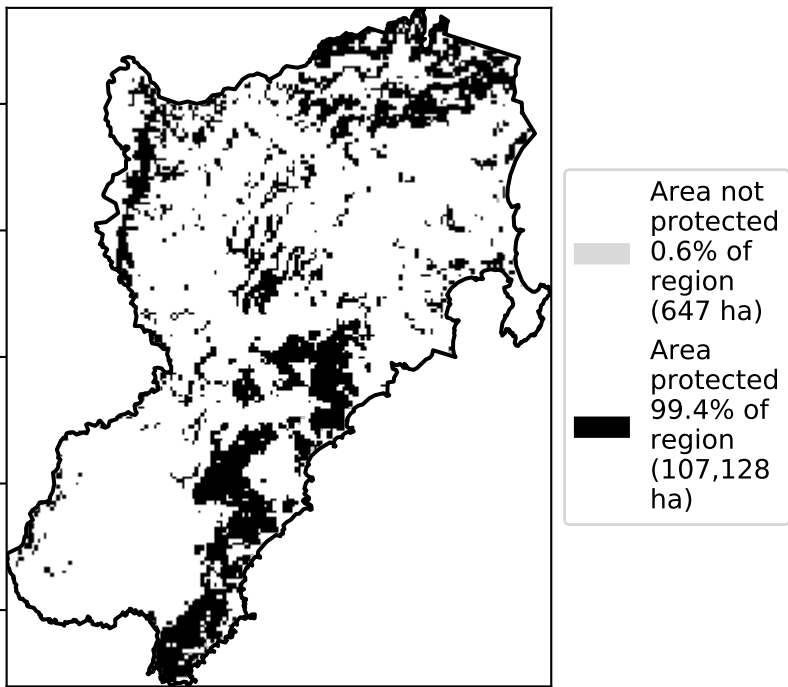 Area not
protected
0.6% of
region
(647 ha)
Area
protected
99.4% of
region
(107,128
ha)